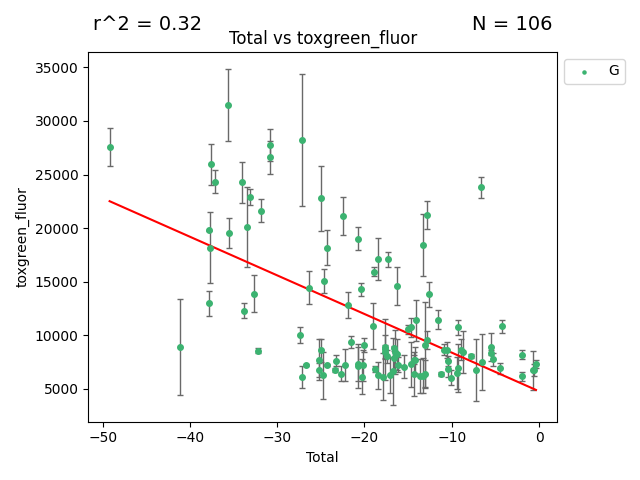 r^2 = 0.32
N = 106
Total vs toxgreen_fluor
G
35000
30000
25000
20000
15000
10000
5000
toxgreen_fluor
−50
−40
−30
−20
−10
0
Total